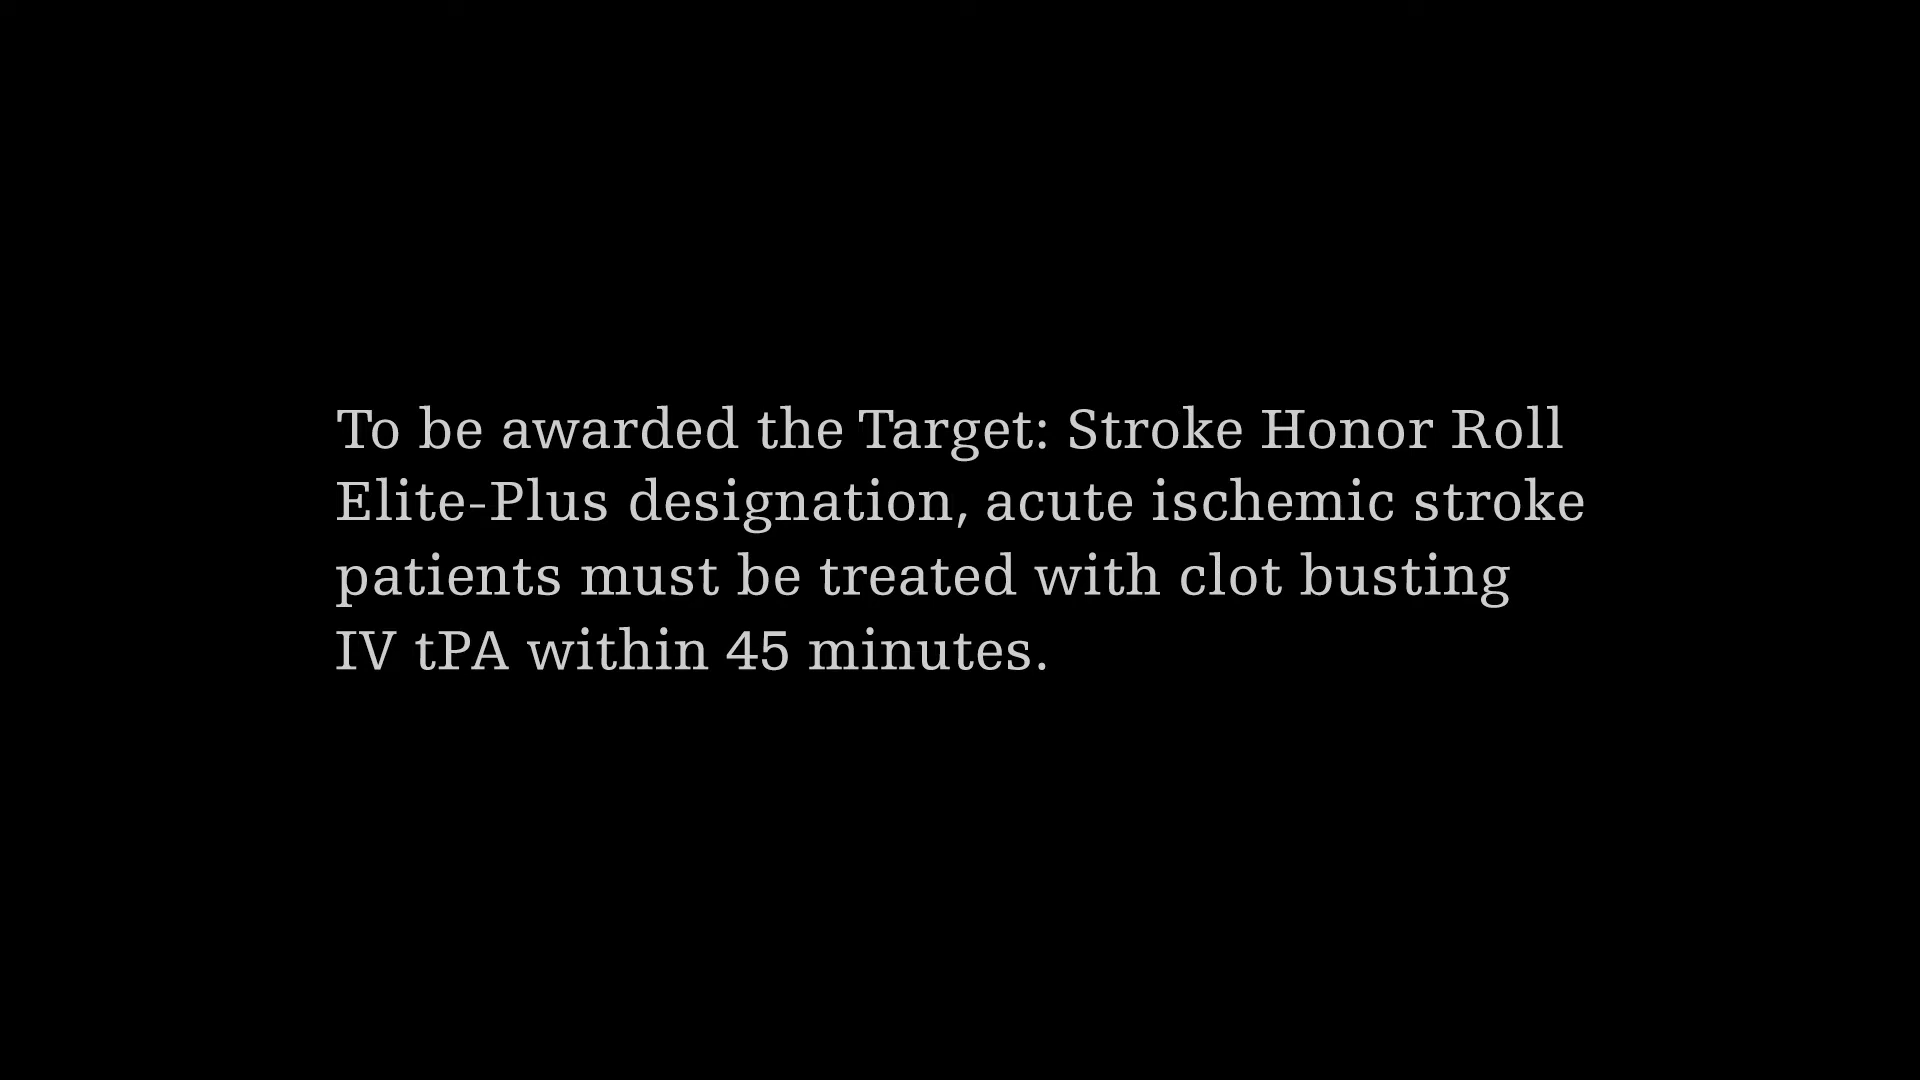 To be awarded the Target: Stroke Honor Roll
Elite-Plus designation, acute ischemic stroke
patients must be treated with clot busting
IV tPA within 45 minutes.